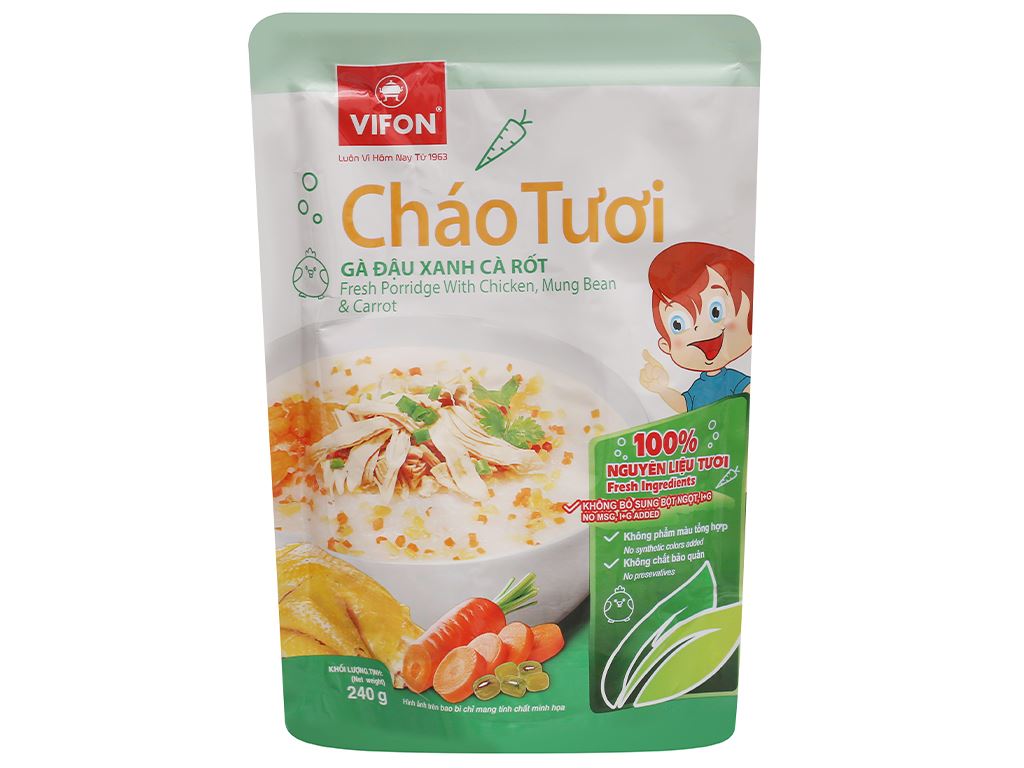 VIFON®
Luôn Vì Hôm Nay Từ 1963
Cháo Tươi
GÀ ĐẬU XANH CÀ RỐT
Fresh Porridge With Chicken, Mung Bean
& Carrot
100%
NGUYÊN LIỆU TƯƠI
Fresh Ingredients
KHÔNG BỔ SUNG BỘT NGỌT, I+G
NO MSG, I+G ADDED
Không phẩm màu tổng hợp
No synthetic colors added
Không chất bảo quản
No presevatives
KHỐI LƯỢNG TỊNH:
(Net weight)
240 g
Hình ảnh trên bao bì chỉ mang tính chất minh họa